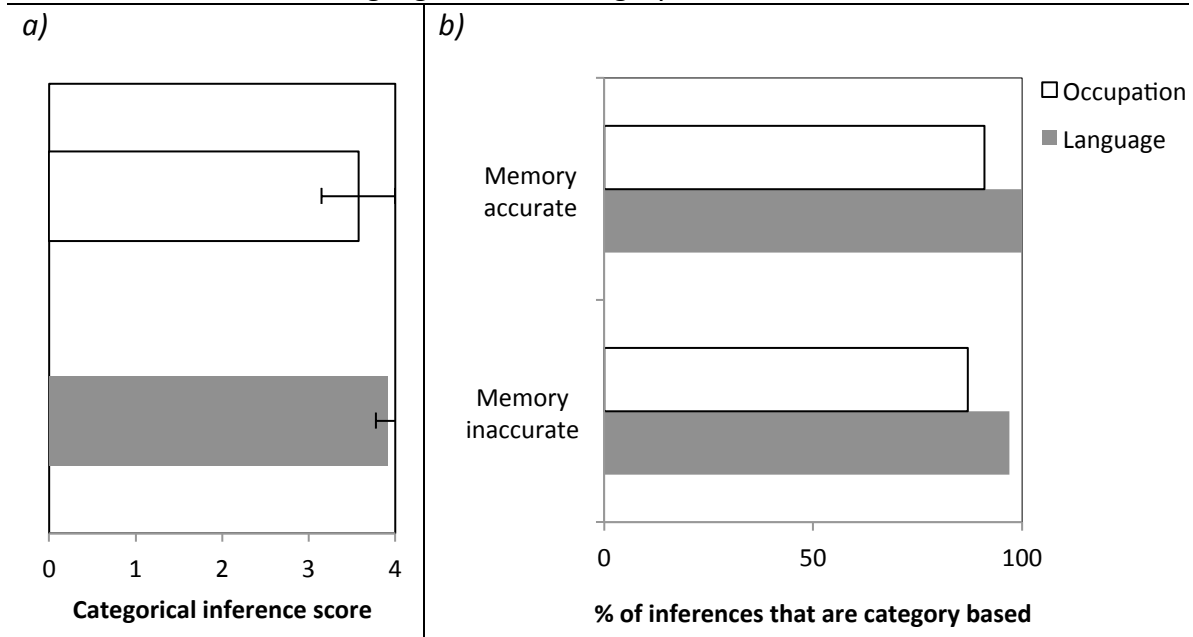 a)
b)
Occupation
Language
Memory
accurate
Memory
inaccurate
0 1 2 3 4
Categorical inference score
0 50 100
% of inferences that are category based